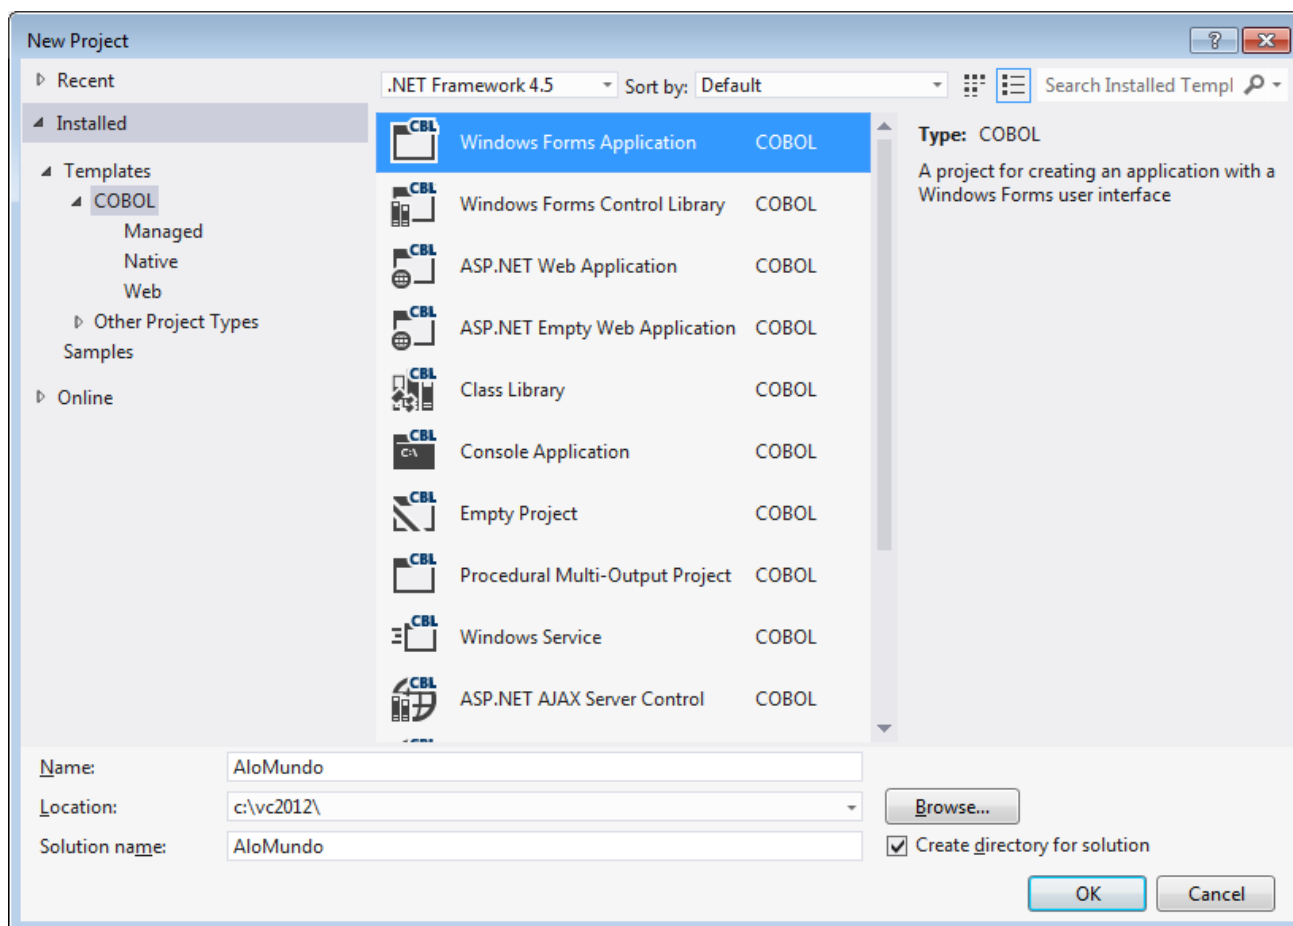 New Project
Recent
.NET Framework 4.5 Sort by: Default Search Installed Templ
Installed
Templates
COBOL
Managed
Native
Web
Other Project Types
Samples
Online
CBL Windows Forms Application COBOL
CBL Windows Forms Control Library COBOL
CBL ASP.NET Web Application COBOL
CBL ASP.NET Empty Web Application COBOL
CBL Class Library COBOL
CBL C:\ Console Application COBOL
CBL Empty Project COBOL
CBL Procedural Multi-Output Project COBOL
CBL Windows Service COBOL
CBL ASP.NET AJAX Server Control COBOL
Type: COBOL
A project for creating an application with a
Windows Forms user interface
Name: AloMundo
Location: c:\vc2012\ Browse...
Solution name: AloMundo Create directory for solution
OK Cancel